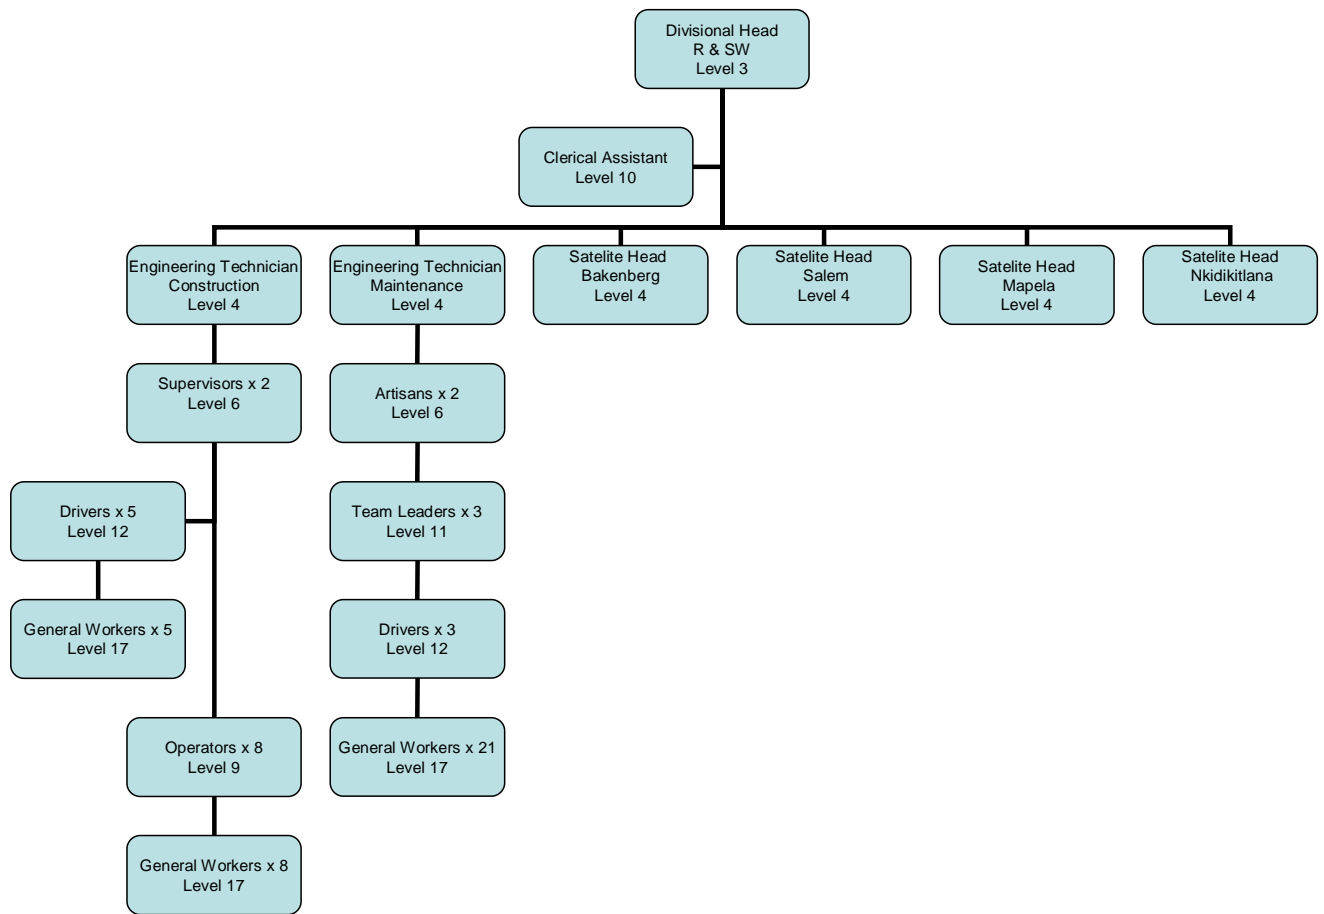 Divisional Head
R & SW
Level 3
Clerical Assistant
Level 10
Engineering Technician
Construction
Level 4
Engineering Technician
Maintenance
Level 4
Satelite Head
Bakenberg
Level 4
Satelite Head
Salem
Level 4
Satelite Head
Mapela
Level 4
Satelite Head
Nkidikitlana
Level 4
Supervisors x 2
Level 6
Artisans x 2
Level 6
Drivers x 5
Level 12
Team Leaders x 3
Level 11
General Workers x 5
Level 17
Drivers x 3
Level 12
Operators x 8
Level 9
General Workers x 21
Level 17
General Workers x 8
Level 17